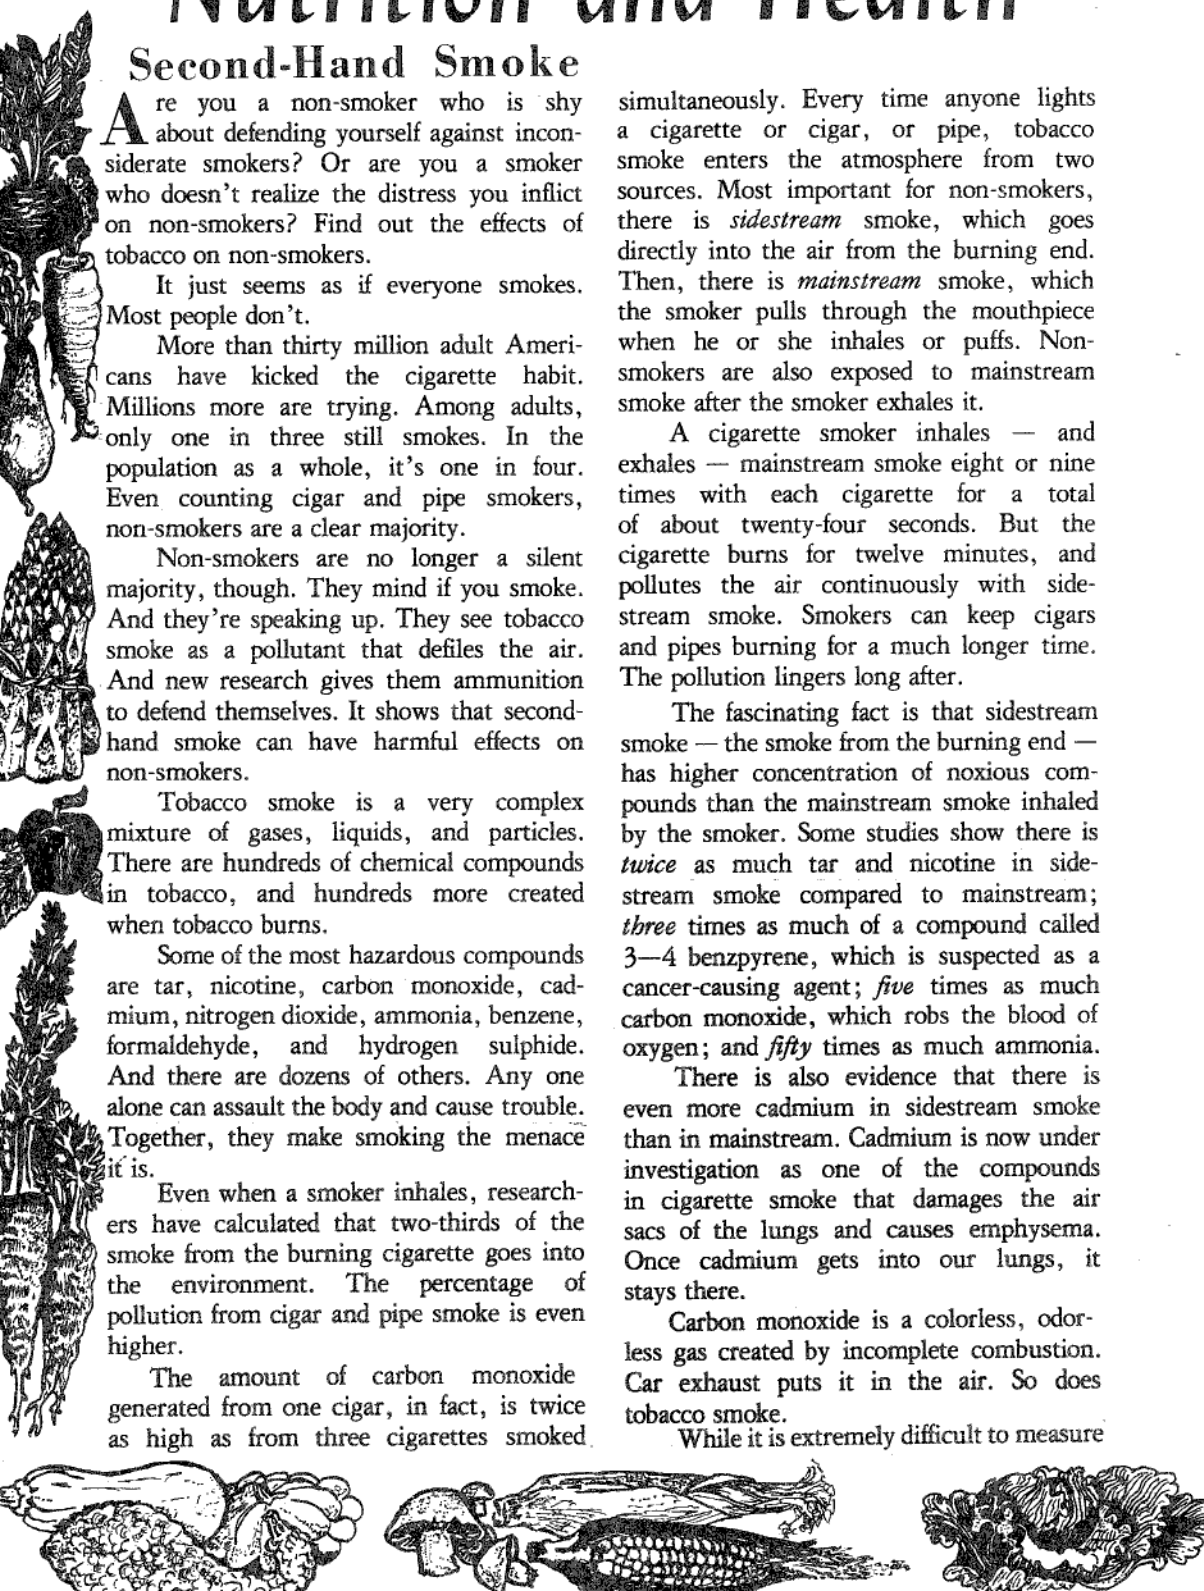 Nutrition and Health
Second-Hand Smoke
Are you a non-smoker who is shy
about defending yourself against incon-
siderate smokers? Or are you a smoker
who doesn't realize the distress you inflict
on non-smokers? Find out the effects of
tobacco on non-smokers.
It just seems as if everyone smokes.
Most people don't.
More than thirty million adult Ameri-
cans have kicked the cigarette habit.
Millions more are trying. Among adults,
only one in three still smokes. In the
population as a whole, it's one in four.
Even counting cigar and pipe smokers,
non-smokers are a clear majority.
Non-smokers are no longer a silent
majority, though. They mind if you smoke.
And they're speaking up. They see tobacco
smoke as a pollutant that defiles the air.
And new research gives them ammunition
to defend themselves. It shows that second-
hand smoke can have harmful effects on
non-smokers.
Tobacco smoke is a very complex
mixture of gases, liquids, and particles.
There are hundreds of chemical compounds
in tobacco, and hundreds more created
when tobacco burns.
Some of the most hazardous compounds
are tar, nicotine, carbon monoxide, cad-
mium, nitrogen dioxide, ammonia, benzene,
formaldehyde, and hydrogen sulphide.
And there are dozens of others. Any one
alone can assault the body and cause trouble.
Together, they make smoking the menace
it is.
Even when a smoker inhales, research-
ers have calculated that two-thirds of the
smoke from the burning cigarette goes into
the environment. The percentage of
pollution from cigar and pipe smoke is even
higher.
The amount of carbon monoxide
generated from one cigar, in fact, is twice
as high as from three cigarettes smoked
simultaneously. Every time anyone lights
a cigarette or cigar, or pipe, tobacco
smoke enters the atmosphere from two
sources. Most important for non-smokers,
there is sidestream smoke, which goes
directly into the air from the burning end.
Then, there is mainstream smoke, which
the smoker pulls through the mouthpiece
when he or she inhales or puffs. Non-
smokers are also exposed to mainstream
smoke after the smoker exhales it.
A cigarette smoker inhales — and
exhales — mainstream smoke eight or nine
times with each cigarette for a total
of about twenty-four seconds. But the
cigarette burns for twelve minutes, and
pollutes the air continuously with side-
stream smoke. Smokers can keep cigars
and pipes burning for a much longer time.
The pollution lingers long after.
The fascinating fact is that sidestream
smoke — the smoke from the burning end —
has higher concentration of noxious com-
pounds than the mainstream smoke inhaled
by the smoker. Some studies show there is
twice as much tar and nicotine in side-
stream smoke compared to mainstream;
three times as much of a compound called
3—4 benzpyrene, which is suspected as a
cancer-causing agent; five times as much
carbon monoxide, which robs the blood of
oxygen; and fifty times as much ammonia.
There is also evidence that there is
even more cadmium in sidestream smoke
than in mainstream. Cadmium is now under
investigation as one of the compounds
in cigarette smoke that damages the air
sacs of the lungs and causes emphysema.
Once cadmium gets into our lungs, it
stays there.
Carbon monoxide is a colorless, odor-
less gas created by incomplete combustion.
Car exhaust puts it in the air. So does
tobacco smoke.
While it is extremely difficult to measure